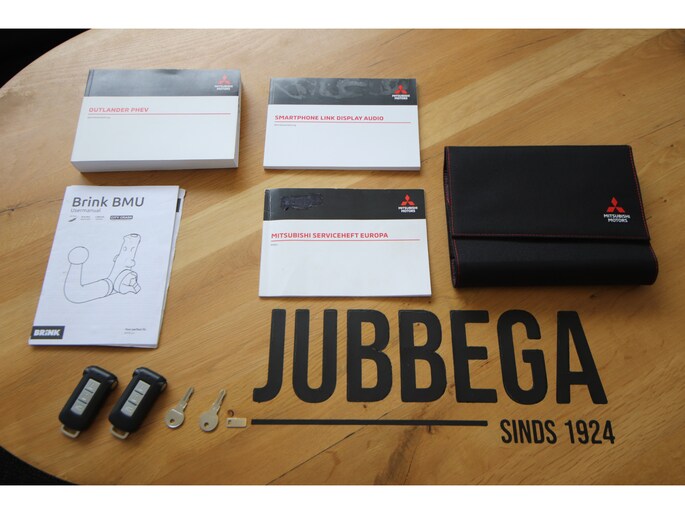 MITSUBISHI
MOTORS
OUTLANDER PHEV
MITSUBISHI
MOTORS
SMARTPHONE LINK DISPLAY AUDIO
MITSUBISHI
MOTORS
Brink BMU
Usermanual
BRINK
MITSUBISHI
MOTORS
MITSUBISHI SERVICEHEFT EUROPA
JUBBEGA
SINDS 1924